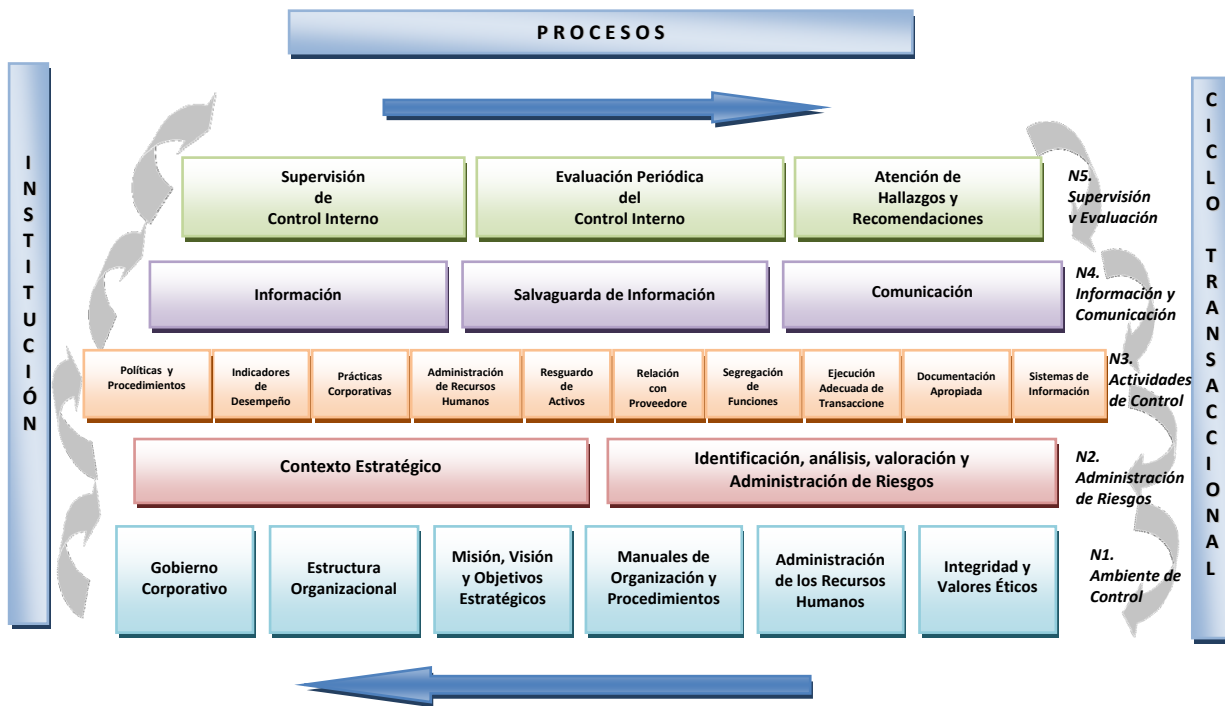 P R O C E S O S
INSTITUCIÓN
CICLO TRANSACCIONAL
Supervisión
de
Control Interno
Evaluación Periódica
del
Control Interno
Atención de
Hallazgos y
Recomendaciones
N5.
Supervisión
v Evaluación
Información
Salvaguarda de Información
Comunicación
N4.
Información y
Comunicación
Políticas y
Procedimientos
Indicadores
de
Desempeño
Prácticas
Corporativas
Administración
de Recursos
Humanos
Resguardo
de
Activos
Relación
con
Proveedore
Segregación
de
Funciones
Ejecución
Adecuada de
Transaccione
Documentación
Apropiada
Sistemas de
Información
N3.
Actividades
de Control
Contexto Estratégico
Identificación, análisis, valoración y
Administración de Riesgos
N2.
Administración
de Riesgos
Gobierno
Corporativo
Estructura
Organizacional
Misión, Visión
y Objetivos
Estratégicos
Manuales de
Organización y
Procedimientos
Administración
de los Recursos
Humanos
Integridad y
Valores Éticos
N1.
Ambiente de
Control